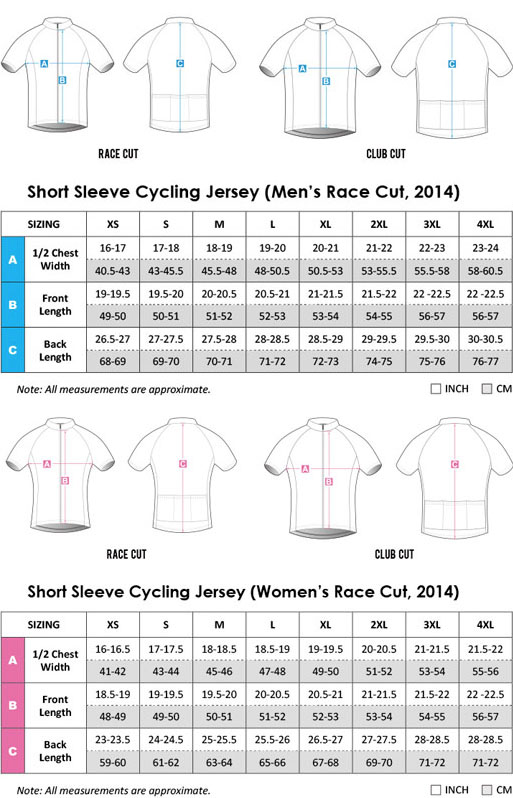 A
B
C
A
B
C
RACE CUT
CLUB CUT
Short Sleeve Cycling Jersey (Men's Race Cut, 2014)
SIZING XS S M L XL 2XL 3XL 4XL
A 1/2 Chest Width 16-17 17-18 18-19 19-20 20-21 21-22 22-23 23-24
40.5-43 43-45.5 45.5-48 48-50.5 50.5-53 53-55.5 55.5-58 58-60.5
B Front Length 19-19.5 19.5-20 20-20.5 20.5-21 21-21.5 21.5-22 22 -22.5 22 -22.5
49-50 50-51 51-52 52-53 53-54 54-55 56-57 56-57
C Back Length 26.5-27 27-27.5 27.5-28 28-28.5 28.5-29 29-29.5 29.5-30 30-30.5
68-69 69-70 70-71 71-72 72-73 74-75 75-76 76-77
Note: All measurements are approximate. INCH CM
A
B
C
A
B
C
RACE CUT
CLUB CUT
Short Sleeve Cycling Jersey (Women's Race Cut, 2014)
SIZING XS S M L XL 2XL 3XL 4XL
A 1/2 Chest Width 16-16.5 17-17.5 18-18.5 18.5-19 19-19.5 20-20.5 21-21.5 21.5-22
41-42 43-44 45-46 47-48 49-50 51-52 53-54 55-56
B Front Length 18.5-19 19-19.5 19.5-20 20-20.5 20.5-21 21-21.5 21.5-22 22 -22.5
48-49 49-50 50-51 51-52 52-53 53-54 54-55 56-57
C Back Length 23-23.5 24-24.5 25-25.5 25.5-26 26.5-27 27-27.5 28-28.5 28-28.5
59-60 61-62 63-64 65-66 67-68 69-70 71-72 71-72
Note: All measurements are approximate. INCH CM